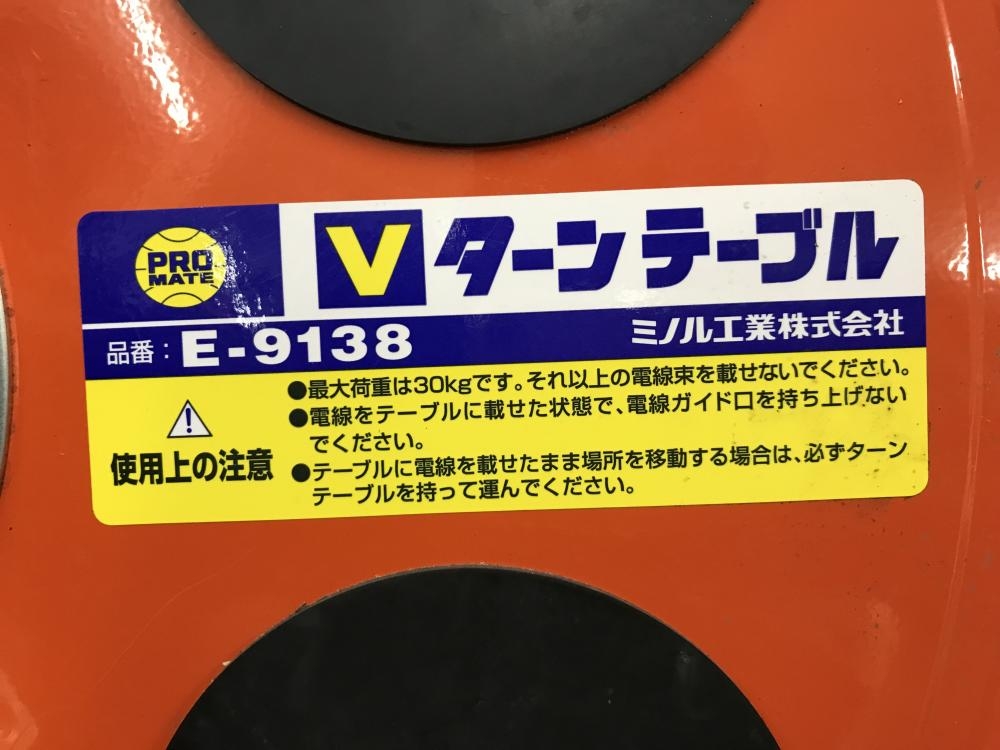 PRO
MATE
V ターンテーブル
品番：E-9138
ミノル工業株式会社
使用上の注意
●最大荷重は30kgです。それ以上の電線束を載せないでください。
●電線をテーブルに載せた状態で、電線ガイド口を持ち上げない
でください。
●テーブルに電線を載せたまま場所を移動する場合は、必ずターン
テーブルを持って運んでください。